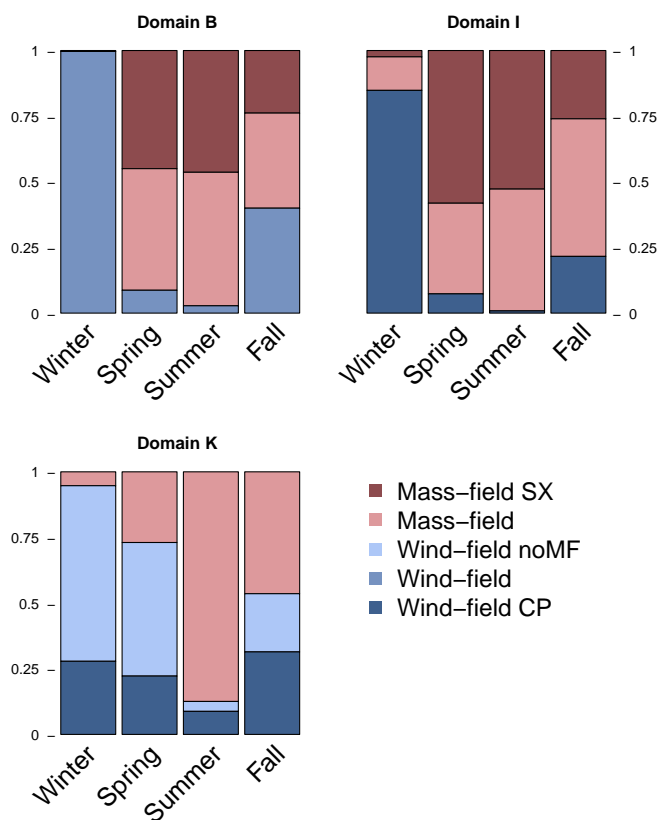 Domain B
1
0.75
0.5
0.25
0
Winter
Spring
Summer
Fall
Domain I
1
0.75
0.5
0.25
0
Winter
Spring
Summer
Fall
Domain K
1
0.75
0.5
0.25
0
Winter
Spring
Summer
Fall
Mass−field SX
Mass−field
Wind−field noMF
Wind−field
Wind−field CP